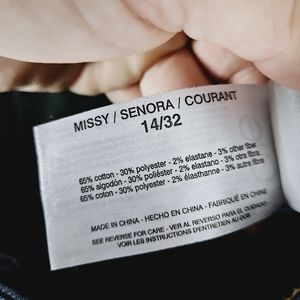 MISSY / SENORA / COURANT
14/32
65% cotton - 30% polyester - 2% elastane - 3% other fiber
65% algodón - 30% poliéster - 2% elastano - 3% otra fibra
65% coton - 30% polyester - 2% élasthanne - 3% autre fibre
MADE IN CHINA - HECHO EN CHINA - FABRIQUÉ EN CHINE
SEE REVERSE FOR CARE - VER AL REVERSO PARA EL CUIDADO -
VOIR LES INSTRUCTIONS D'ENTRETIEN AU DOS